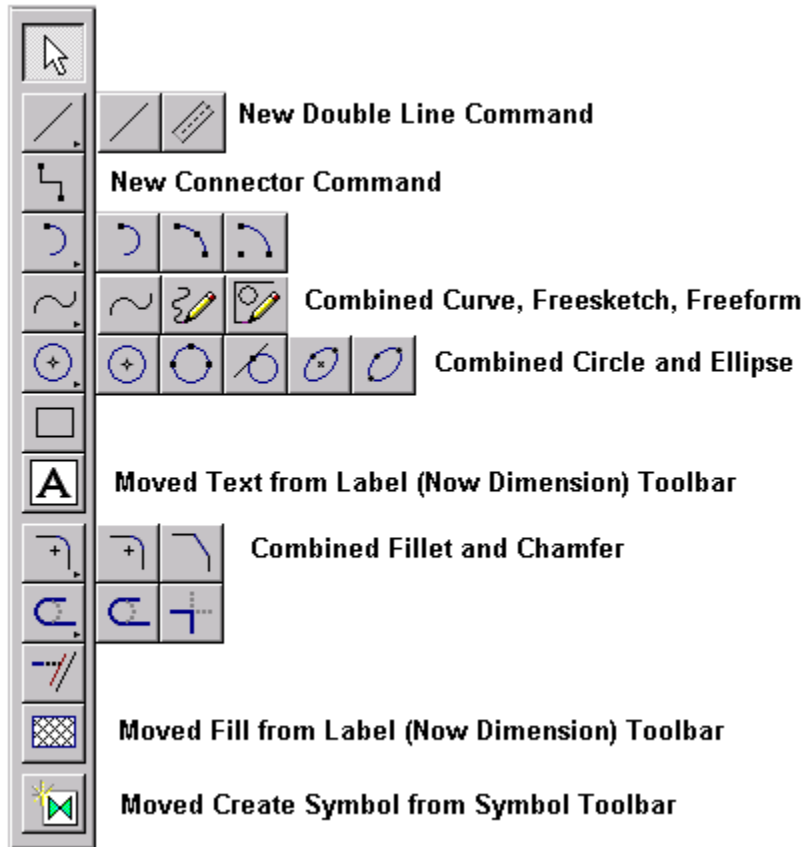 New Double Line Command
New Connector Command
Combined Curve, Freesketch, Freeform
Combined Circle and Ellipse
A
Moved Text from Label (Now Dimension) Toolbar
Combined Fillet and Chamfer
Moved Fill from Label (Now Dimension) Toolbar
Moved Create Symbol from Symbol Toolbar